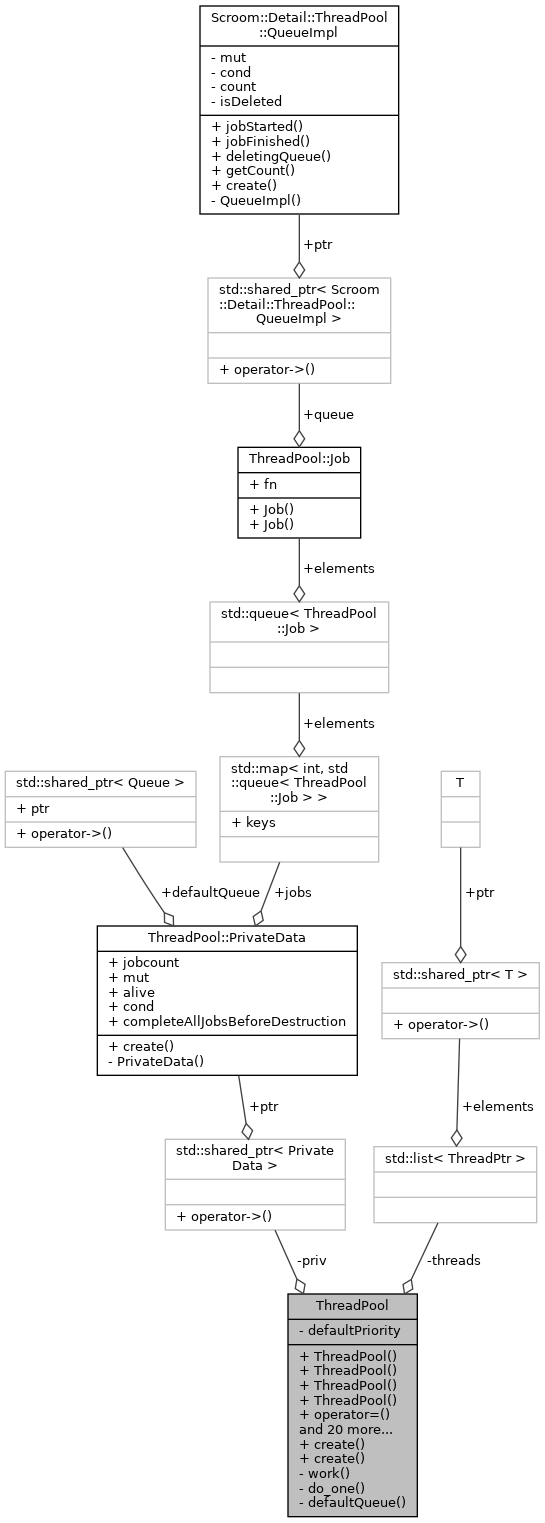 Scroom::Detail::ThreadPool
::QueueImpl
- mut
- cond
- count
- isDeleted
+ jobStarted()
+ jobFinished()
+ deletingQueue()
+ getCount()
+ create()
- QueueImpl()
+ptr
std::shared_ptr< Scroom
::Detail::ThreadPool::
QueueImpl >
+ operator->()
+queue
ThreadPool::Job
+ fn
+ Job()
+ Job()
+elements
std::queue< ThreadPool
::Job >
+elements
std::map< int, std
::queue< ThreadPool
::Job > >
+ keys
std::shared_ptr< Queue >
+ ptr
+ operator->()
T
+defaultQueue
+jobs
+ptr
ThreadPool::PrivateData
+ jobcount
+ mut
+ alive
+ cond
+ completeAllJobsBeforeDestruction
+ create()
- PrivateData()
std::shared_ptr< T >
+ operator->()
+ptr
+elements
std::shared_ptr< Private
Data >
+ operator->()
std::list< ThreadPtr >
-priv
-threads
ThreadPool
- defaultPriority
+ ThreadPool()
+ ThreadPool()
+ ThreadPool()
+ ThreadPool()
+ operator=()
and 20 more...
+ create()
+ create()
- work()
- do_one()
- defaultQueue()